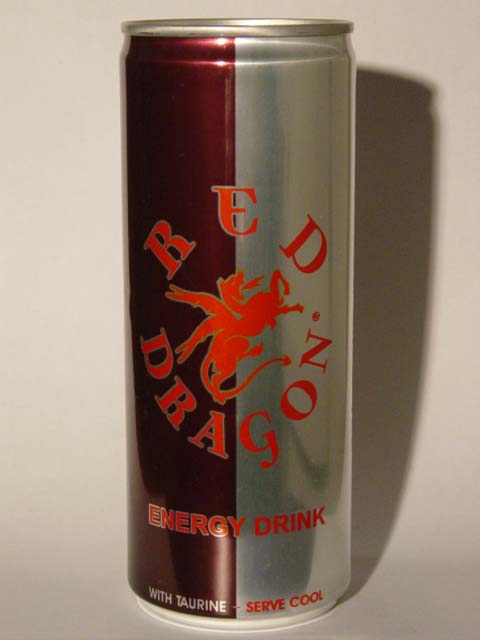 RED
DRAGON®
ENERGY DRINK
WITH TAURINE - SERVE COOL